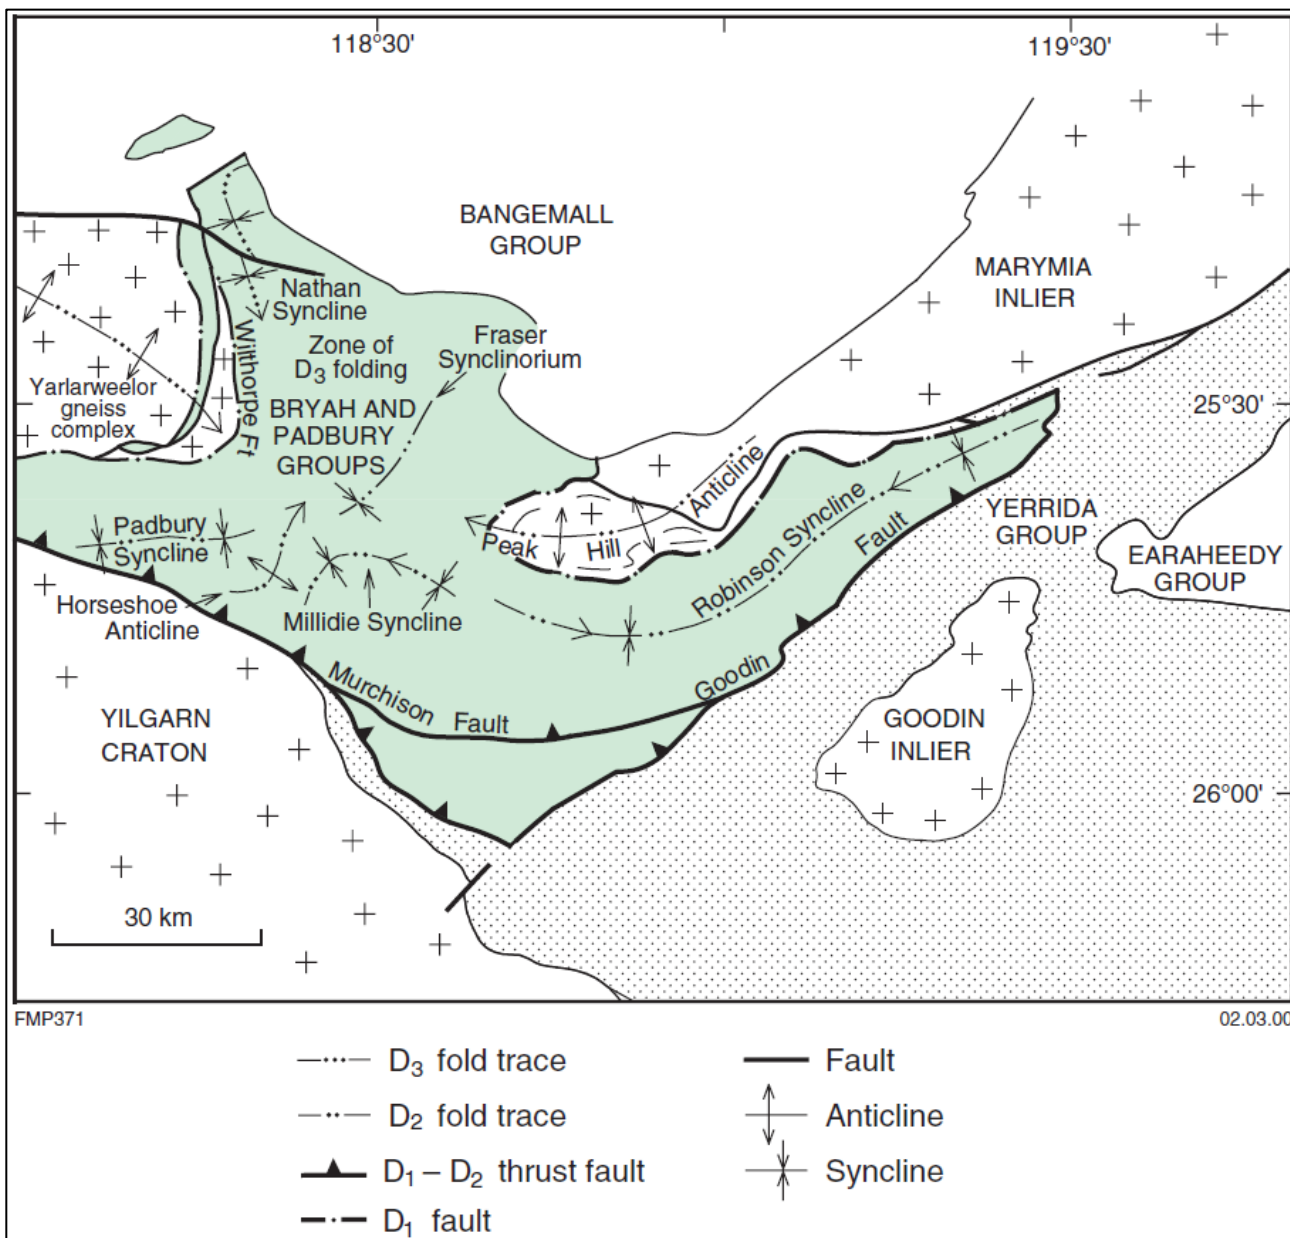 118°30'
119°30'
BANGEMALL
GROUP
MARYMIA
INLIER
Nathan
Syncline
Fraser
Synclinorium
Zone of
D3 folding
Wilthorpe Ft
Yarlarweelor
gneiss
complex
BRYAH AND
PADBURY
GROUPS
25°30'
Peak Hill Anticline
Robinson Syncline
YERRIDA
GROUP
EARAHEEDY
GROUP
Padbury
Syncline
Horseshoe
Anticline
Millidie Syncline
Murchison Fault
Goodin Fault
YILGARN
CRATON
GOODIN
INLIER
26°00'
30 km
FMP371
02.03.00
D3 fold trace
D2 fold trace
D1 – D2 thrust fault
D1 fault
Fault
Anticline
Syncline